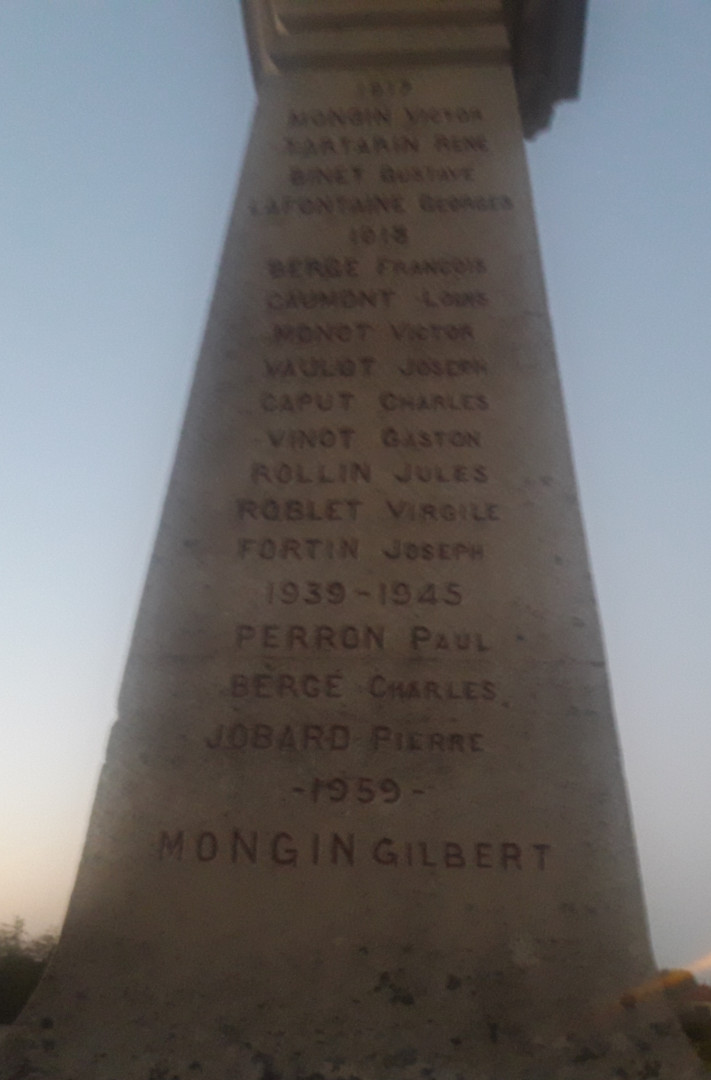 1917
MONGIN VICTOR
TARTARIN RENE
BINET GUSTAVE
LAFONTAINE GEORGES
1918
BERGE FRANCOIS
CAUMONT LOUIS
MONOT VICTOR
VAULOT JOSEPH
CAPUT CHARLES
VINOT GASTON
ROLLIN JULES
ROBLET VIRGILE
FORTIN JOSEPH
1939-1945
PERRON PAUL
BERGE CHARLES
JOBARD PIERRE
-1959-
MONGIN GILBERT